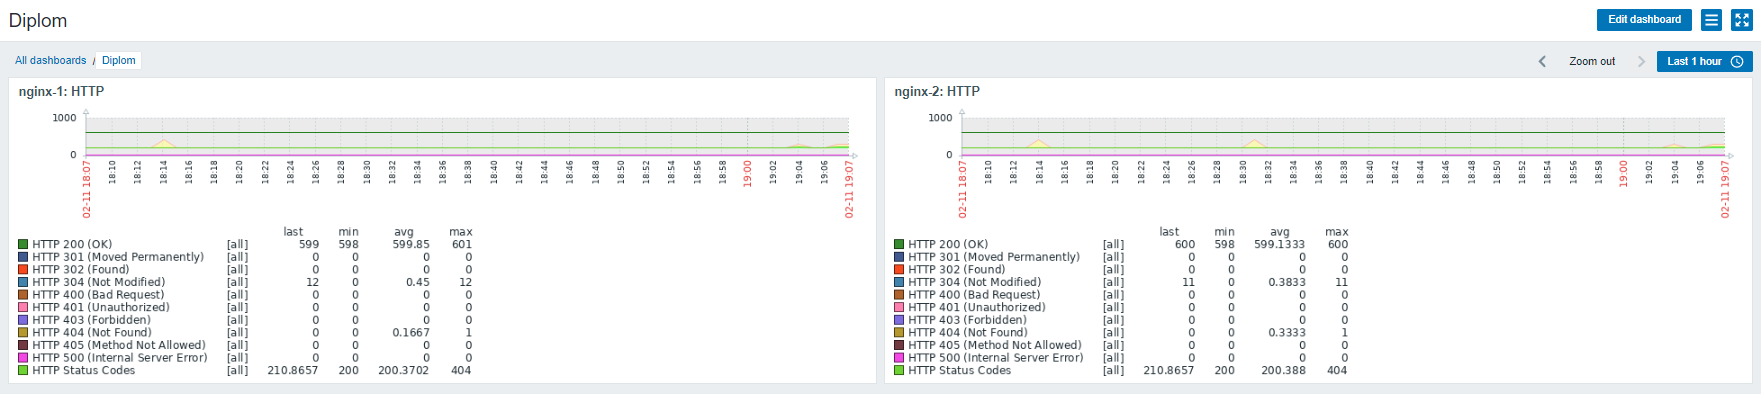 Diplom
Edit dashboard
All dashboards / Diplom
Zoom out
Last 1 hour
nginx-1: HTTP
1000
0
02-11 18:07 18:10 18:12 18:14 18:16 18:18 18:20 18:22 18:24 18:26 18:28 18:30 18:32 18:34 18:36 18:38 18:40 18:42 18:44 18:46 18:48 18:50 18:52 18:54 18:56 18:58 19:00 19:02 19:04 19:06 02-11 19:07
last min avg max
HTTP 200 (OK) [all] 599 598 599.85 601
HTTP 301 (Moved Permanently) [all] 0 0 0 0
HTTP 302 (Found) [all] 0 0 0 0
HTTP 304 (Not Modified) [all] 12 0 0.45 12
HTTP 400 (Bad Request) [all] 0 0 0 0
HTTP 401 (Unauthorized) [all] 0 0 0 0
HTTP 403 (Forbidden) [all] 0 0 0 0
HTTP 404 (Not Found) [all] 0 0 0.1667 1
HTTP 405 (Method Not Allowed) [all] 0 0 0 0
HTTP 500 (Internal Server Error) [all] 0 0 0 0
HTTP Status Codes [all] 210.8657 200 200.3702 404
nginx-2: HTTP
1000
0
02-11 18:07 18:10 18:12 18:14 18:16 18:18 18:20 18:22 18:24 18:26 18:28 18:30 18:32 18:34 18:36 18:38 18:40 18:42 18:44 18:46 18:48 18:50 18:52 18:54 18:56 18:58 19:00 19:02 19:04 19:06 02-11 19:07
last min avg max
HTTP 200 (OK) [all] 600 598 599.1333 600
HTTP 301 (Moved Permanently) [all] 0 0 0 0
HTTP 302 (Found) [all] 0 0 0 0
HTTP 304 (Not Modified) [all] 11 0 0.3833 11
HTTP 400 (Bad Request) [all] 0 0 0 0
HTTP 401 (Unauthorized) [all] 0 0 0 0
HTTP 403 (Forbidden) [all] 0 0 0 0
HTTP 404 (Not Found) [all] 0 0 0.3333 1
HTTP 405 (Method Not Allowed) [all] 0 0 0 0
HTTP 500 (Internal Server Error) [all] 0 0 0 0
HTTP Status Codes [all] 210.8657 200 200.388 404